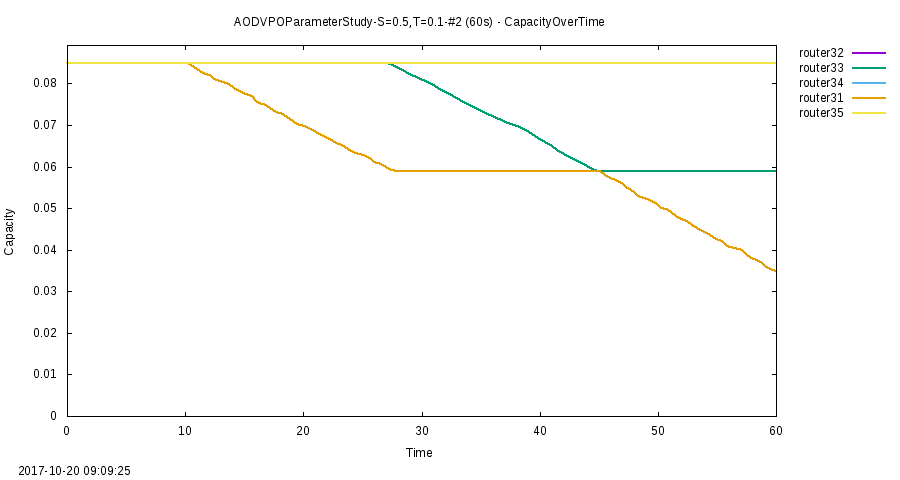 AODVPOParameterStudy-S=0.5,T=0.1-#2 (60s) - CapacityOverTime
router32
router33
router34
router31
router35
0.08
0.07
0.06
0.05
0.04
0.03
0.02
0.01
0
Capacity
0 10 20 30 40 50 60
Time
2017-10-20 09:09:25